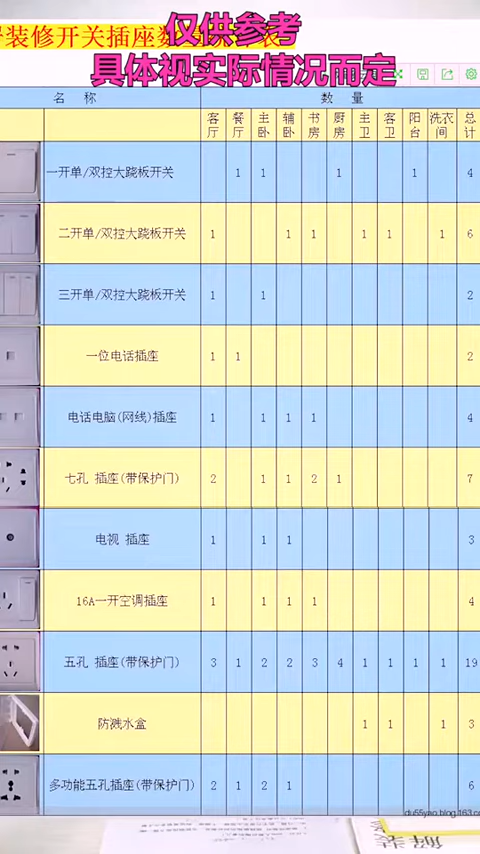 装修开关插座数
仅供参考
具体视实际情况而定
名 称 数 量
客厅 餐厅 主卧 辅卧 书房 厨房 主卫 客卫 阳台 洗衣间 总计
一开单/双控大跷板开关 1 1 1 1 4
二开单/双控大跷板开关 1 1 1 1 1 1 6
三开单/双控大跷板开关 1 1 2
一位电话插座 1 1 2
电话电脑(网线)插座 1 1 1 1 4
七孔 插座(带保护门) 2 1 1 2 1 7
电视 插座 1 1 1 3
16A一开空调插座 1 1 1 1 4
五孔 插座(带保护门) 3 1 2 2 3 4 1 1 1 1 19
防溅水盒 1 1 1 3
多功能五孔插座(带保护门) 2 1 2 1 6
du55yao.blog.163.co